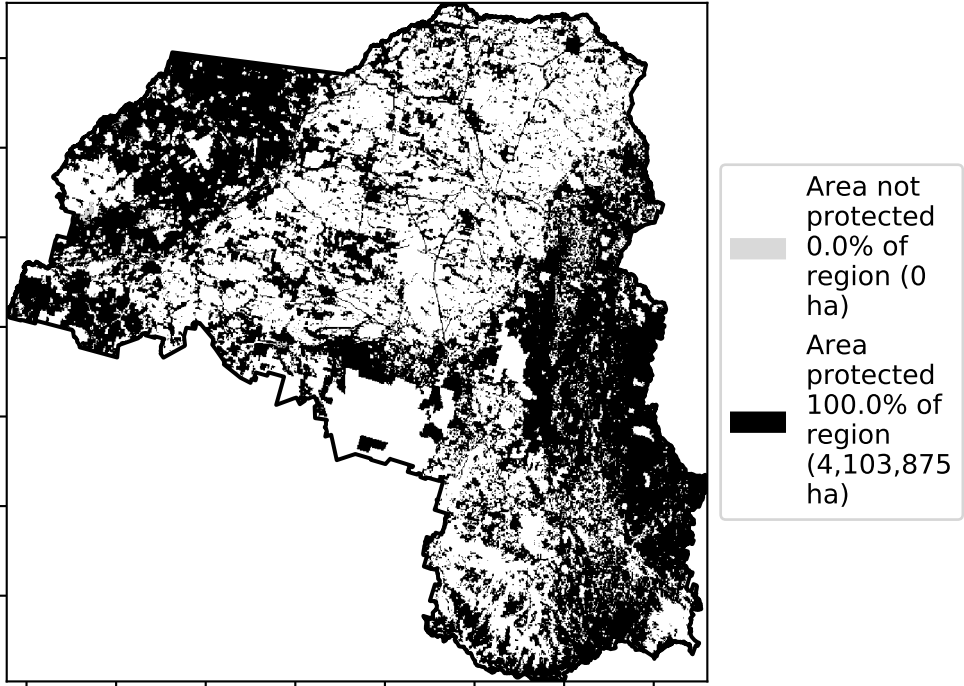 Area not
protected
0.0% of
region (0
ha)
Area
protected
100.0% of
region
(4,103,875
ha)